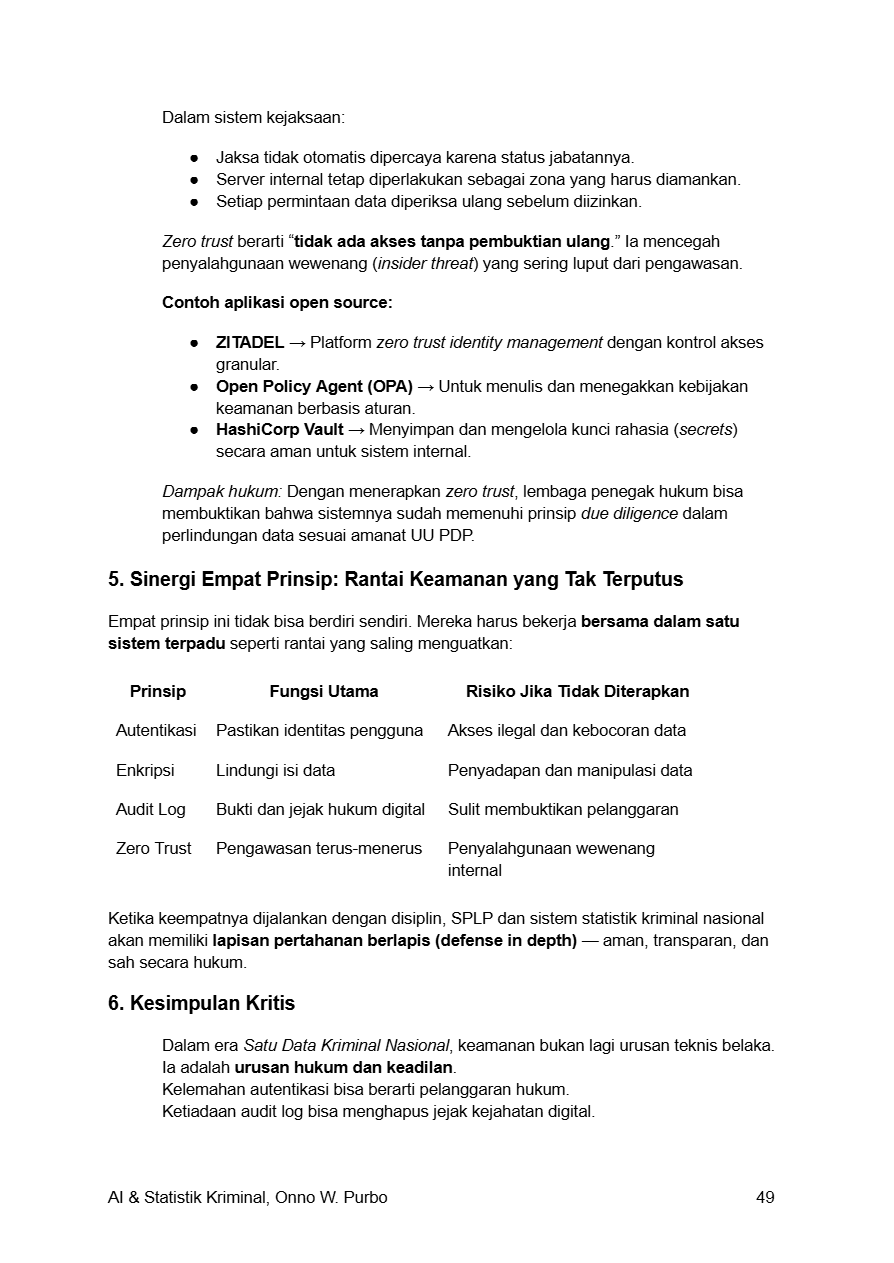 Dalam sistem kejaksaan:
● Jaksa tidak otomatis dipercaya karena status jabatannya.
● Server internal tetap diperlakukan sebagai zona yang harus diamankan.
● Setiap permintaan data diperiksa ulang sebelum diizinkan.
Zero trust berarti “tidak ada akses tanpa pembuktian ulang.” Ia mencegah
penyalahgunaan wewenang (insider threat) yang sering luput dari pengawasan.
Contoh aplikasi open source:
● ZITADEL → Platform zero trust identity management dengan kontrol akses
granular.
● Open Policy Agent (OPA) → Untuk menulis dan menegakkan kebijakan
keamanan berbasis aturan.
● HashiCorp Vault → Menyimpan dan mengelola kunci rahasia (secrets)
secara aman untuk sistem internal.
Dampak hukum: Dengan menerapkan zero trust, lembaga penegak hukum bisa
membuktikan bahwa sistemnya sudah memenuhi prinsip due diligence dalam
perlindungan data sesuai amanat UU PDP.
5. Sinergi Empat Prinsip: Rantai Keamanan yang Tak Terputus
Empat prinsip ini tidak bisa berdiri sendiri. Mereka harus bekerja bersama dalam satu
sistem terpadu seperti rantai yang saling menguatkan:
Prinsip Fungsi Utama Risiko Jika Tidak Diterapkan
Autentikasi Pastikan identitas pengguna Akses ilegal dan kebocoran data
Enkripsi Lindungi isi data Penyadapan dan manipulasi data
Audit Log Bukti dan jejak hukum digital Sulit membuktikan pelanggaran
Zero Trust Pengawasan terus-menerus Penyalahgunaan wewenang
internal
Ketika keempatnya dijalankan dengan disiplin, SPLP dan sistem statistik kriminal nasional
akan memiliki lapisan pertahanan berlapis (defense in depth) — aman, transparan, dan
sah secara hukum.
6. Kesimpulan Kritis
Dalam era Satu Data Kriminal Nasional, keamanan bukan lagi urusan teknis belaka.
Ia adalah urusan hukum dan keadilan.
Kelemahan autentikasi bisa berarti pelanggaran hukum.
Ketiadaan audit log bisa menghapus jejak kejahatan digital.
AI & Statistik Kriminal, Onno W. Purbo 49